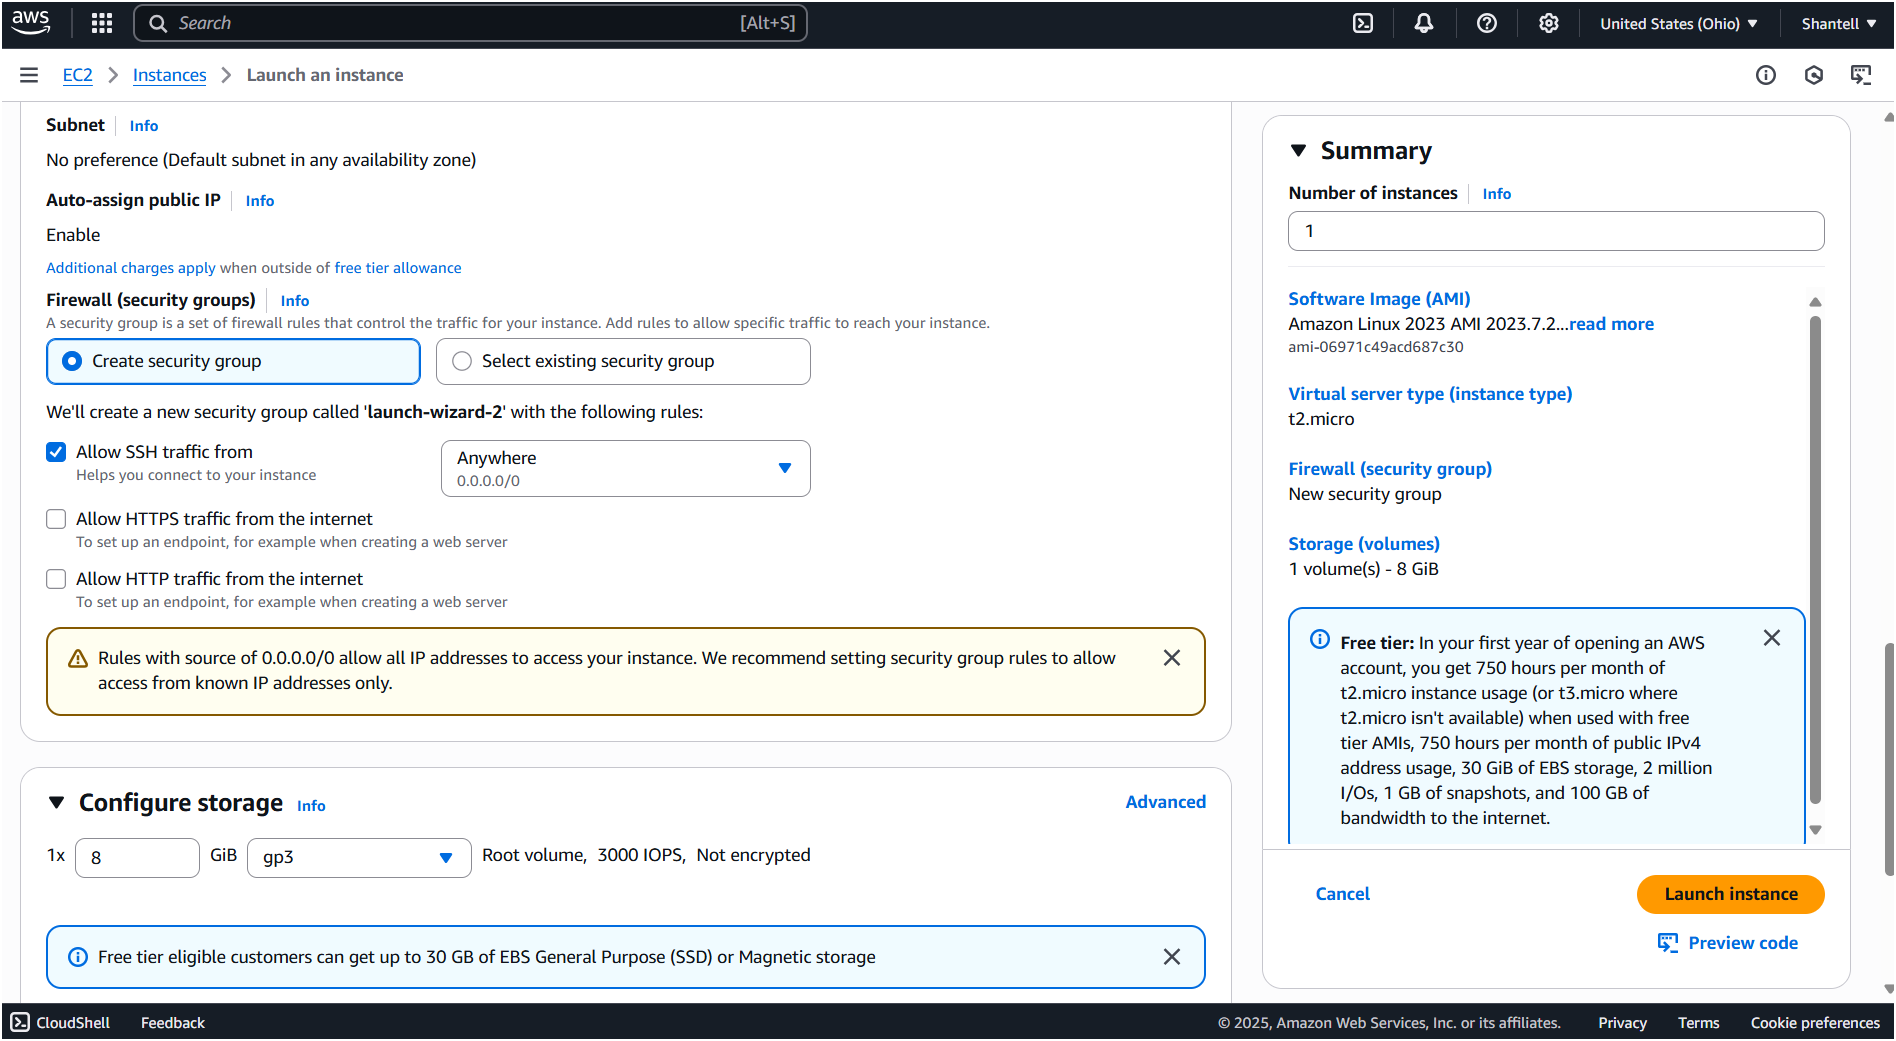 aws
Search [Alt+S]
United States (Ohio)
Shantell
EC2 Instances Launch an instance
Subnet Info
No preference (Default subnet in any availability zone)
Auto-assign public IP Info
Enable
Additional charges apply when outside of free tier allowance
Firewall (security groups) Info
A security group is a set of firewall rules that control the traffic for your instance. Add rules to allow specific traffic to reach your instance.
Create security group
Select existing security group
We'll create a new security group called 'launch-wizard-2' with the following rules:
Allow SSH traffic from
Helps you connect to your instance
Anywhere
0.0.0.0/0
Allow HTTPS traffic from the internet
To set up an endpoint, for example when creating a web server
Allow HTTP traffic from the internet
To set up an endpoint, for example when creating a web server
Rules with source of 0.0.0.0/0 allow all IP addresses to access your instance. We recommend setting security group rules to allow
access from known IP addresses only.
Configure storage Info
Advanced
1x 8 GiB gp3 Root volume, 3000 IOPS, Not encrypted
Free tier eligible customers can get up to 30 GB of EBS General Purpose (SSD) or Magnetic storage
Summary
Number of instances Info
1
Software Image (AMI)
Amazon Linux 2023 AMI 2023.7.2...read more
ami-06971c49acd687c30
Virtual server type (instance type)
t2.micro
Firewall (security group)
New security group
Storage (volumes)
1 volume(s) - 8 GiB
Free tier: In your first year of opening an AWS
account, you get 750 hours per month of
t2.micro instance usage (or t3.micro where
t2.micro isn't available) when used with free
tier AMIs, 750 hours per month of public IPv4
address usage, 30 GiB of EBS storage, 2 million
I/Os, 1 GB of snapshots, and 100 GB of
bandwidth to the internet.
Cancel
Launch instance
Preview code
CloudShell Feedback
© 2025, Amazon Web Services, Inc. or its affiliates. Privacy Terms Cookie preferences